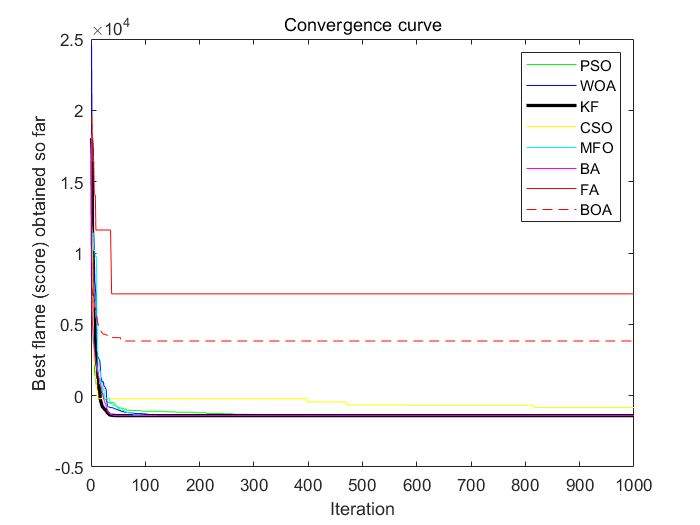 Convergence curve
×10^4
Best flame (score) obtained so far
2.5
2
1.5
1
0.5
0
-0.5
0 100 200 300 400 500 600 700 800 900 1000
Iteration
PSO
WOA
KF
CSO
MFO
BA
FA
BOA